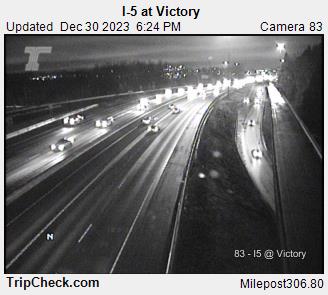 I-5 at Victory
Updated Dec 30 2023 6:24 PM Camera 83
T
N
83 - I5 @ Victory
TripCheck.com Milepost306.80